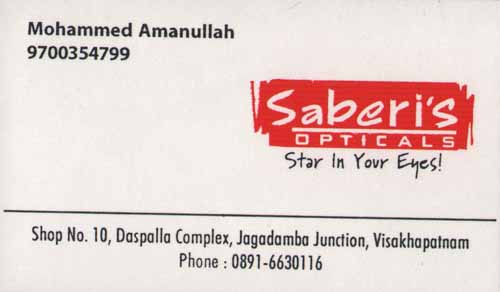 Mohammed Amanullah
9700354799
Saberi's
OPTICALS
Star In Your Eyes!
Shop No. 10, Daspalla Complex, Jagadamba Junction, Visakhapatnam
Phone : 0891-6630116